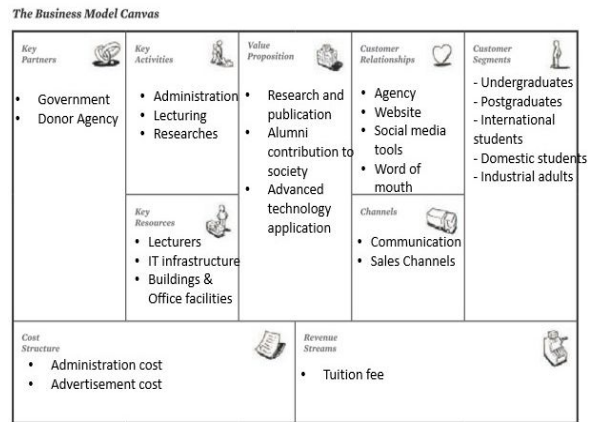 The Business Model Canvas
Key
Partners
• Government
• Donor Agency
Key
Activities
• Administration
• Lecturing
• Researches
Key
Resources
• Lecturers
• IT infrastructure
• Buildings &
Office facilities
Value
Proposition
• Research and
publication
• Alumni
contribution to
society
• Advanced
technology
application
Customer
Relationships
• Agency
• Website
• Social media
tools
• Word of
mouth
Channels
• Communication
• Sales Channels
Customer
Segments
- Undergraduates
- Postgraduates
- International
students
- Domestic students
- Industrial adults
Cost
Structure
• Administration cost
• Advertisement cost
Revenue
Streams
• Tuition fee